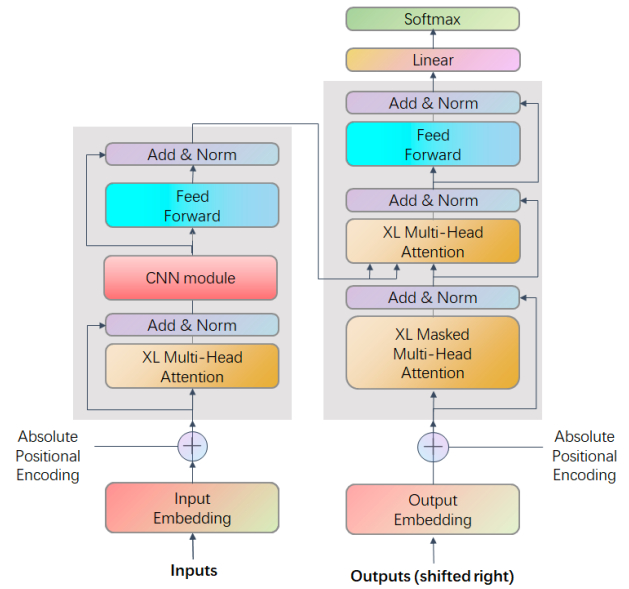 Softmax
Linear
Add & Norm
Feed
Forward
Add & Norm
XL Multi-Head
Attention
Add & Norm
XL Masked
Multi-Head
Attention
Add & Norm
Feed
Forward
CNN module
Add & Norm
XL Multi-Head
Attention
Absolute
Positional
Encoding
Absolute
Positional
Encoding
Input
Embedding
Output
Embedding
Inputs
Outputs (shifted right)